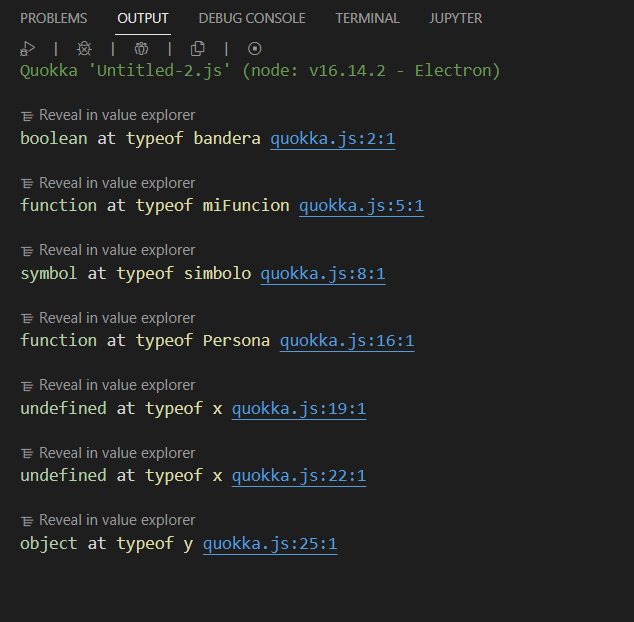 PROBLEMS OUTPUT DEBUG CONSOLE TERMINAL JUPYTER
Quokka 'Untitled-2.js' (node: v16.14.2 - Electron)
Reveal in value explorer
boolean at typeof bandera quokka.js:2:1
Reveal in value explorer
function at typeof miFuncion quokka.js:5:1
Reveal in value explorer
symbol at typeof simbolo quokka.js:8:1
Reveal in value explorer
function at typeof Persona quokka.js:16:1
Reveal in value explorer
undefined at typeof x quokka.js:19:1
Reveal in value explorer
undefined at typeof x quokka.js:22:1
Reveal in value explorer
object at typeof y quokka.js:25:1